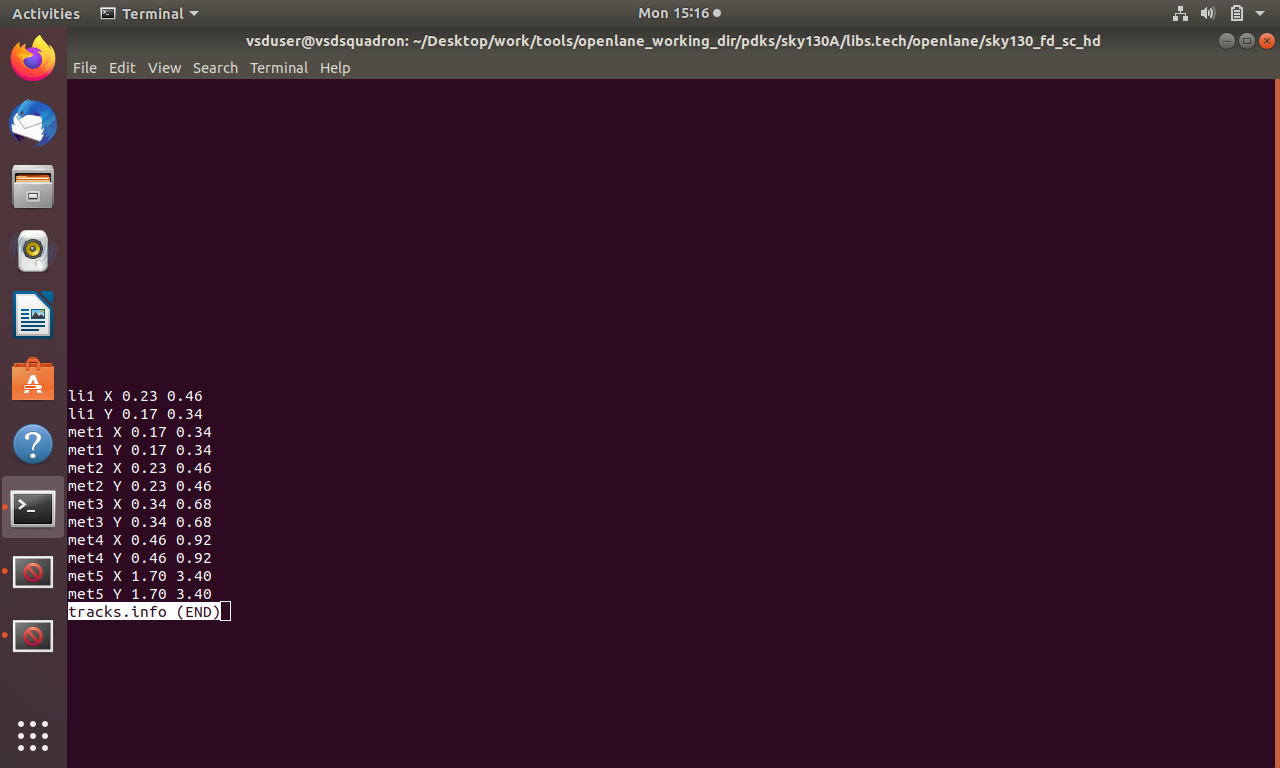 Activities Terminal Mon 15:16
vsduser@vsdsquadron: ~/Desktop/work/tools/openlane_working_dir/pdks/sky130A/libs.tech/openlane/sky130_fd_sc_hd
File Edit View Search Terminal Help
li1 X 0.23 0.46
li1 Y 0.17 0.34
met1 X 0.17 0.34
met1 Y 0.17 0.34
met2 X 0.23 0.46
met2 Y 0.23 0.46
met3 X 0.34 0.68
met3 Y 0.34 0.68
met4 X 0.46 0.92
met4 Y 0.46 0.92
met5 X 1.70 3.40
met5 Y 1.70 3.40
tracks.info (END)